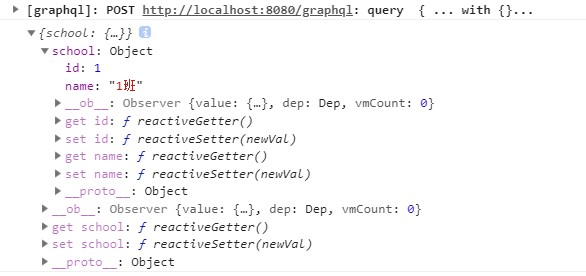 ▶ [graphql]: POST http://localhost:8080/graphql: query  { ... with {}...
▼ {school: {…}} i
▼ school: Object
id: 1
name: "1班"
▶ __ob__: Observer {value: {…}, dep: Dep, vmCount: 0}
▶ get id: ƒ reactiveGetter()
▶ set id: ƒ reactiveSetter(newVal)
▶ get name: ƒ reactiveGetter()
▶ set name: ƒ reactiveSetter(newVal)
▶ __proto__: Object
▶ __ob__: Observer {value: {…}, dep: Dep, vmCount: 0}
▶ get school: ƒ reactiveGetter()
▶ set school: ƒ reactiveSetter(newVal)
▶ __proto__: Object